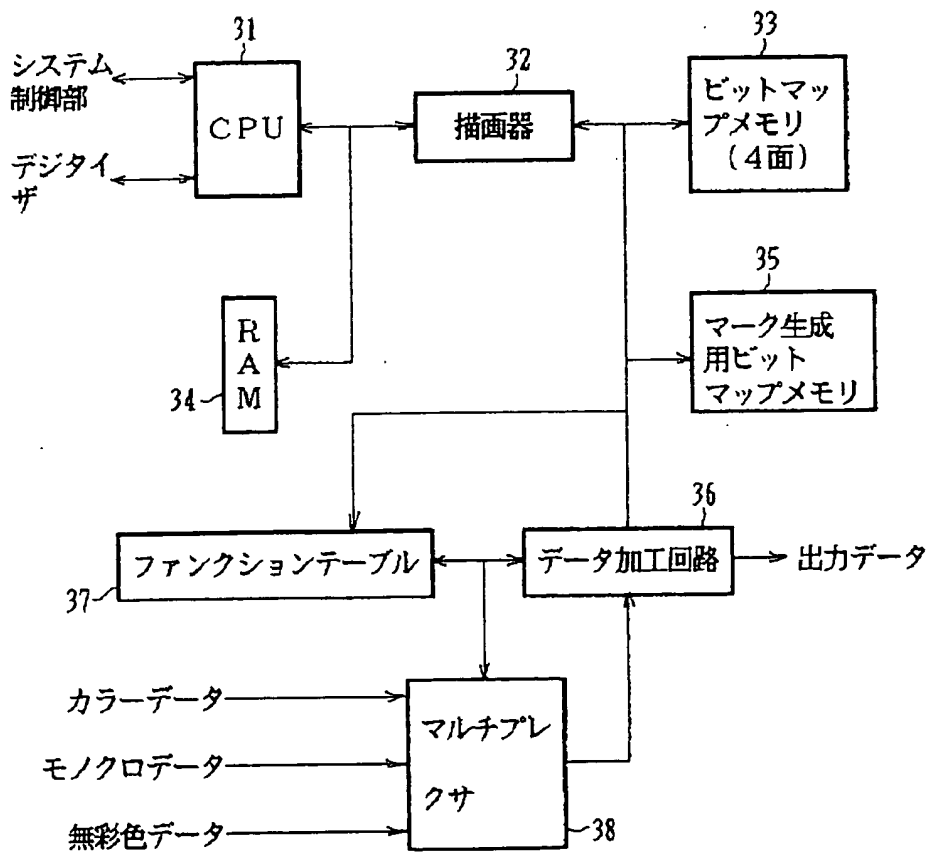 31
システム
制御部
CPU
デジタイ
ザ
32
描画器
33
ビットマッ
プメモリ
(4面)
RAM
34
35
マーク生成
用ビット
マップメモリ
36
ファンクションテーブル
37
データ加工回路
出力データ
カラーデータ
モノクロデータ
無彩色データ
マルチプレ
クサ
38